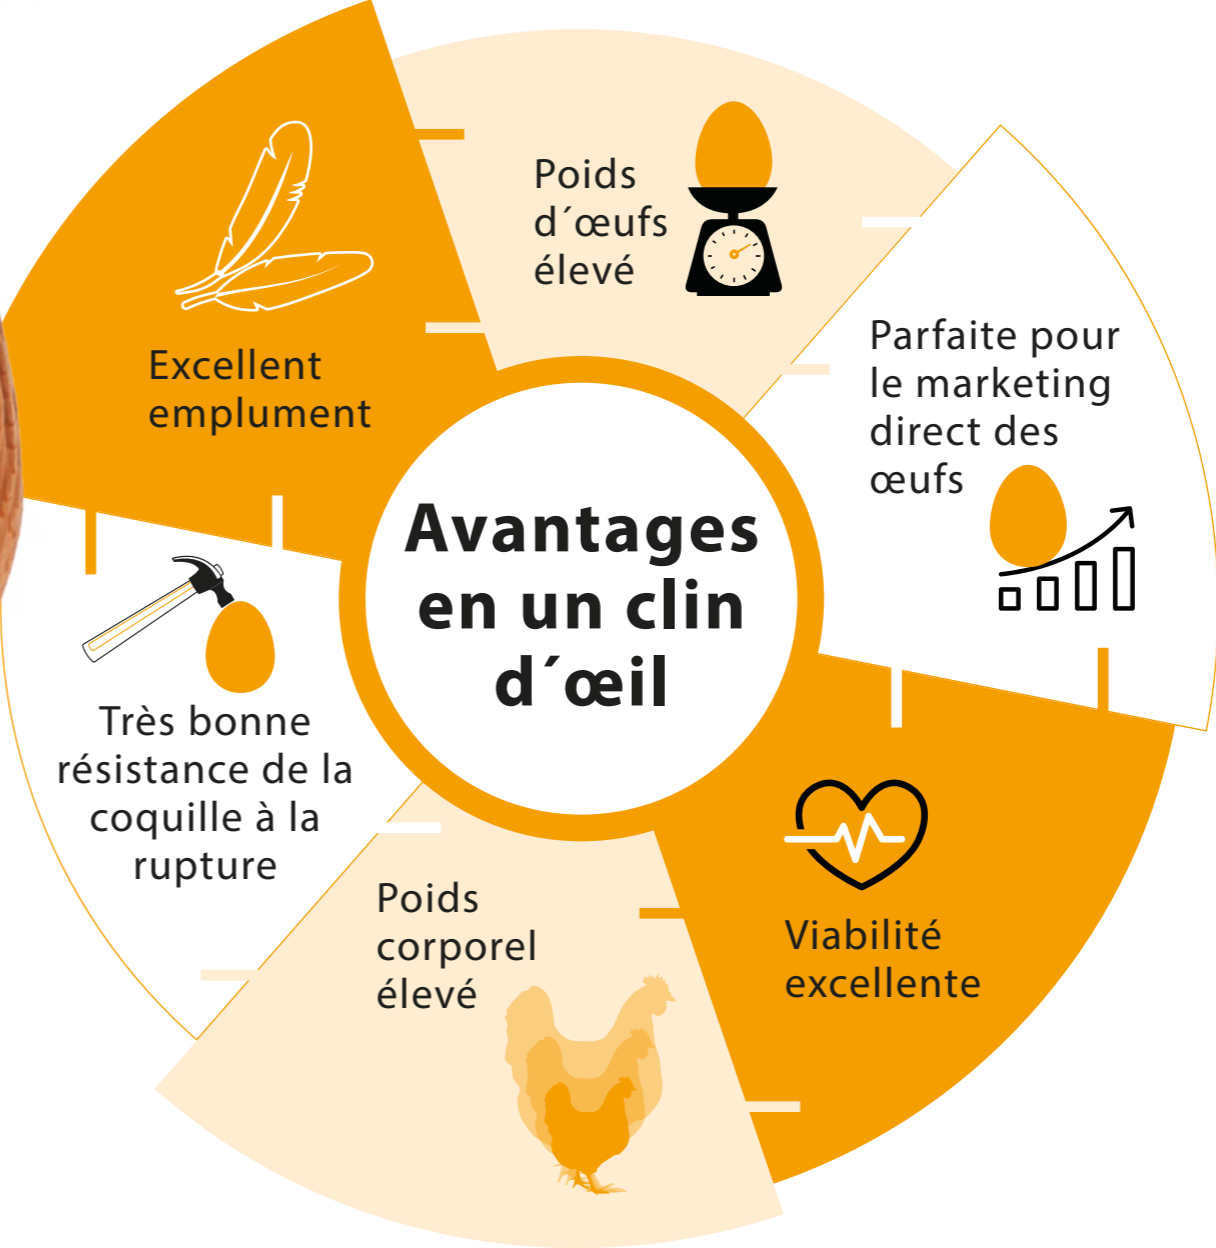 Poids
d´œufs
élevé
Parfaite pour
le marketing
direct des
œufs
Excellent
emplument
Avantages
en un clin
d´œil
Très bonne
résistance de la
coquille à la
rupture
Poids
corporel
élevé
Viabilité
excellente